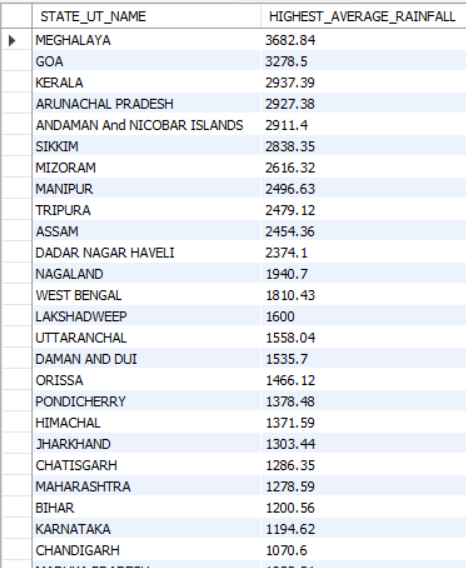 STATE_UT_NAME HIGHEST_AVERAGE_RAINFALL
MEGHALAYA 3682.84
GOA 3278.5
KERALA 2937.39
ARUNACHAL PRADESH 2927.38
ANDAMAN And NICOBAR ISLANDS 2911.4
SIKKIM 2838.35
MIZORAM 2616.32
MANIPUR 2496.63
TRIPURA 2479.12
ASSAM 2454.36
DADAR NAGAR HAVELI 2374.1
NAGALAND 1940.7
WEST BENGAL 1810.43
LAKSHADWEEP 1600
UTTARANCHAL 1558.04
DAMAN AND DUI 1535.7
ORISSA 1466.12
PONDICHERRY 1378.48
HIMACHAL 1371.59
JHARKHAND 1303.44
CHATISGARH 1286.35
MAHARASHTRA 1278.59
BIHAR 1200.56
KARNATAKA 1194.62
CHANDIGARH 1070.6